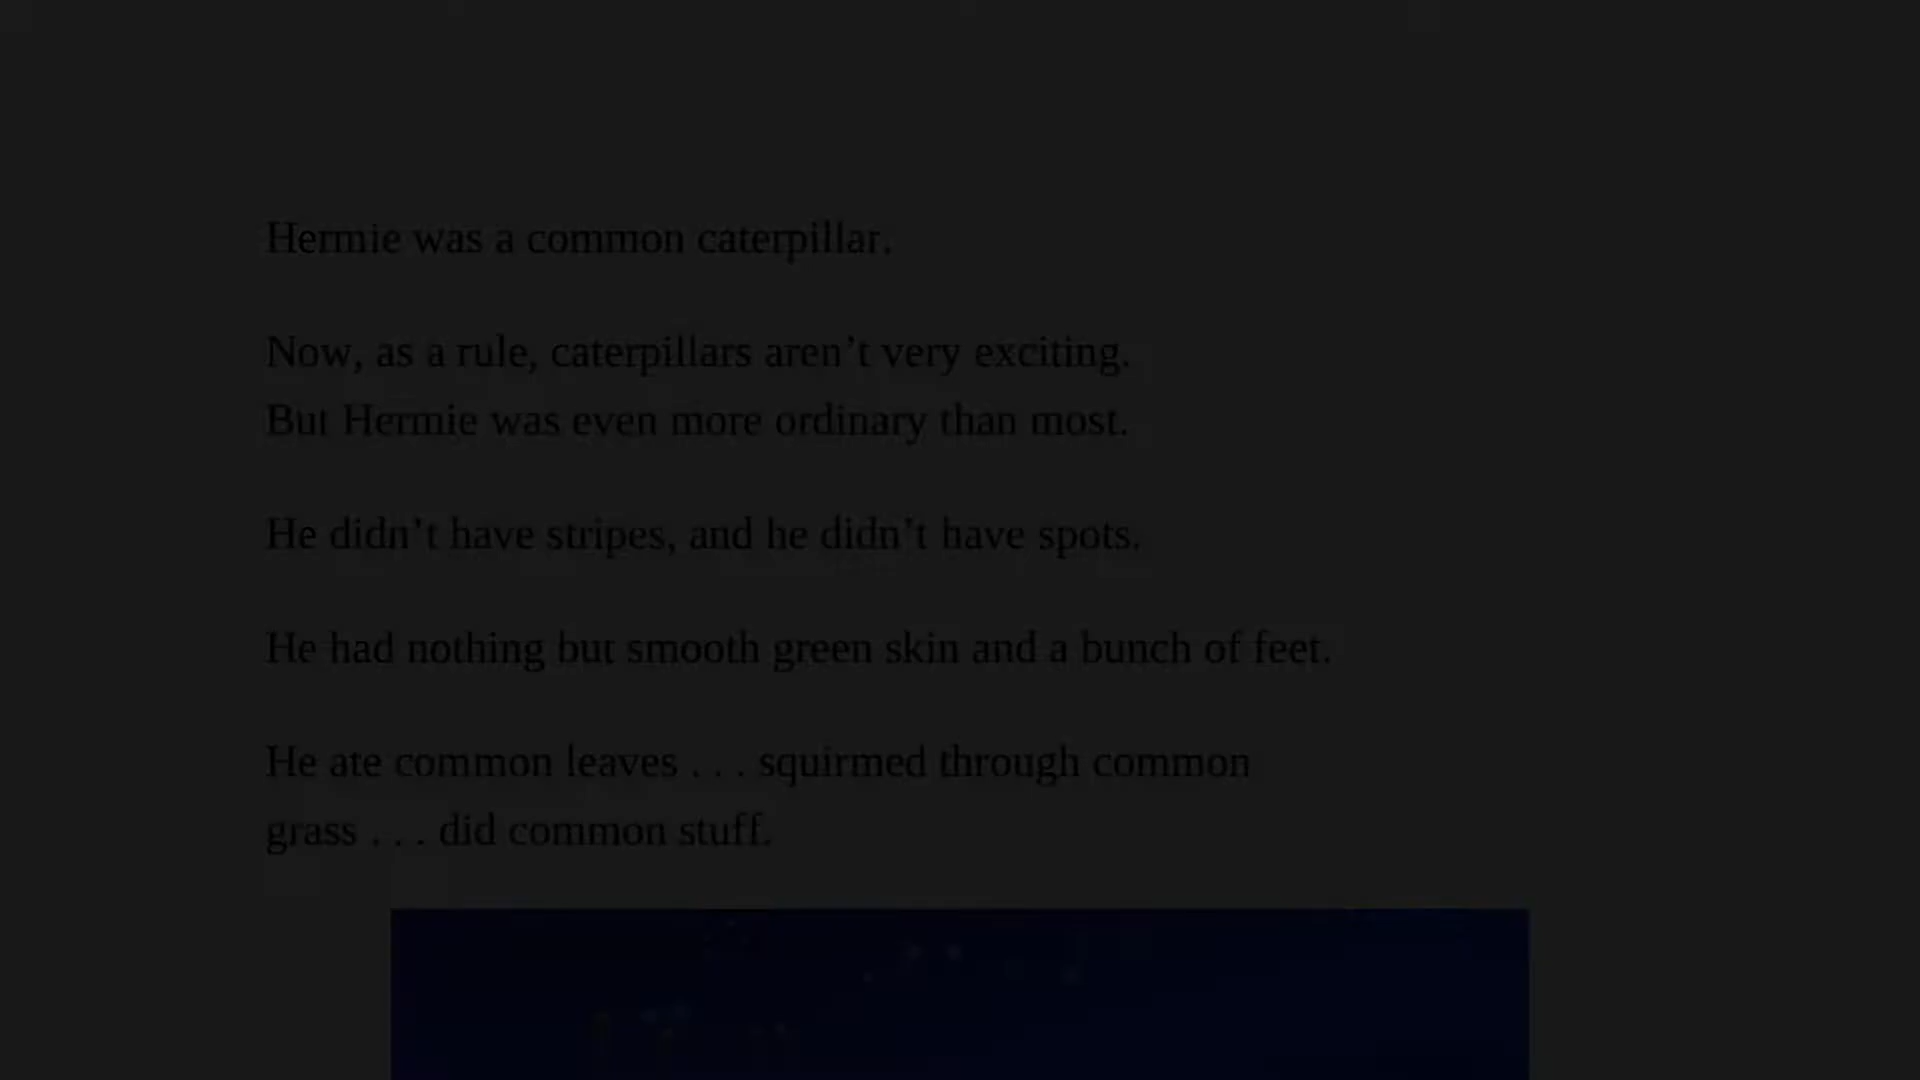 Hermie was a common caterpillar.
Now, as a rule, caterpillars aren’t very exciting.
But Hermie was even more ordinary than most.
He didn’t have stripes, and he didn’t have spots.
He had nothing but smooth green skin and a bunch of feet.
He ate common leaves . . . squirmed through common
grass . . . did common stuff.